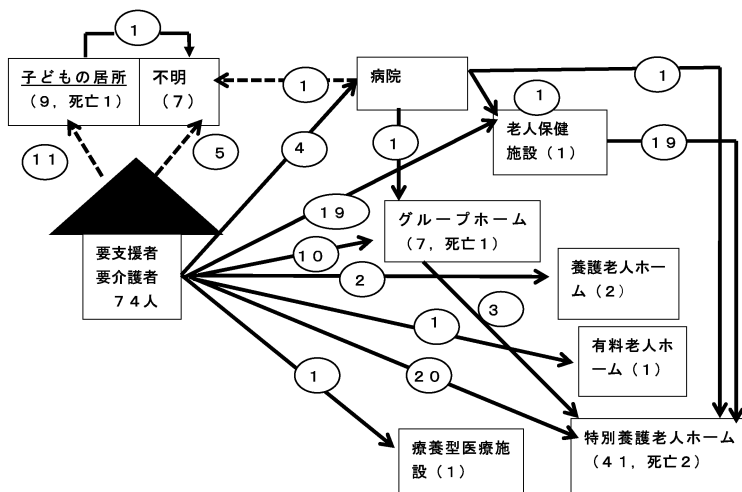 1
子どもの居所
(9,死亡1)
不明
(7)
病院
1
1
1
老人保健
施設(1)
19
11
5
4
1
19
グループホーム
(7,死亡1)
10
要支援者
要介護者
74人
2
養護老人ホー
ム(2)
3
1
有料老人ホ
ーム(1)
1
20
療養型医療施
設(1)
特別養護老人ホーム
(41,死亡2)